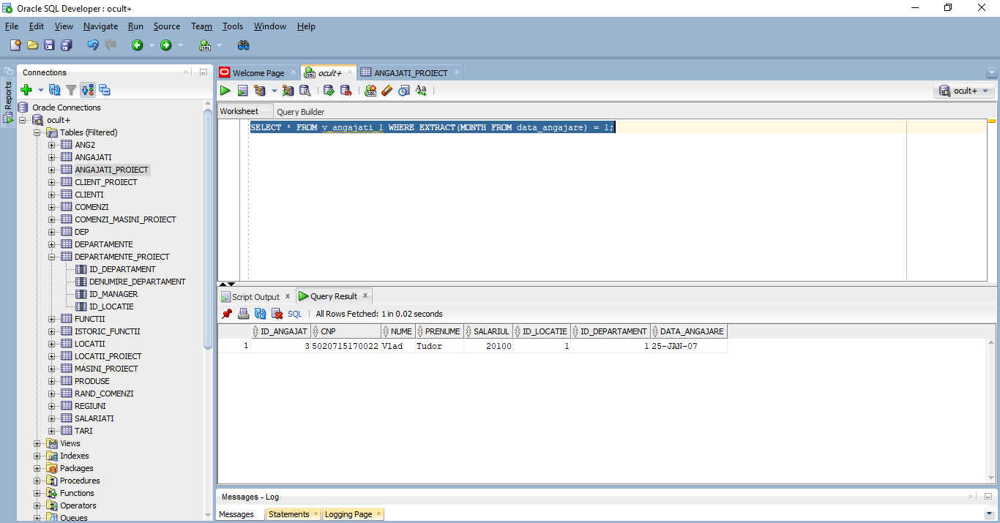 Oracle SQL Developer : ocult+
File Edit View Navigate Run Source Team Tools Window Help
Reports
Connections
Oracle Connections
ocult+
Tables (Filtered)
ANG2
ANGAJATI
ANGAJATI_PROIECT
CLIENT_PROIECT
CLIENTI
COMENZI
COMENZI_MASINI_PROIECT
DEP
DEPARTAMENTE
DEPARTAMENTE_PROIECT
ID_DEPARTAMENT
DENUMIRE_DEPARTAMENT
ID_MANAGER
ID_LOCATIE
FUNCTII
ISTORIC_FUNCTII
LOCATII
LOCATII_PROIECT
MASINI_PROIECT
PRODUSE
RAND_COMENZI
REGIUNI
SALARIATI
TARI
Views
Indexes
Packages
Procedures
Functions
Operators
Queues
Welcome Page ocult+ ANGAJATI_PROIECT
ocult+
Worksheet Query Builder
SELECT * FROM v_angajati_1 WHERE EXTRACT(MONTH FROM data_angajare) = 1;
Script Output x Query Result x
SQL | All Rows Fetched: 1 in 0.02 seconds
ID_ANGAJAT CNP NUME PRENUME SALARIUL ID_LOCATIE ID_DEPARTAMENT DATA_ANGAJARE
1 3 5020715170022 Vlad Tudor 20100 1 1 25-JAN-07
Messages - Log
Messages Statements Logging Page